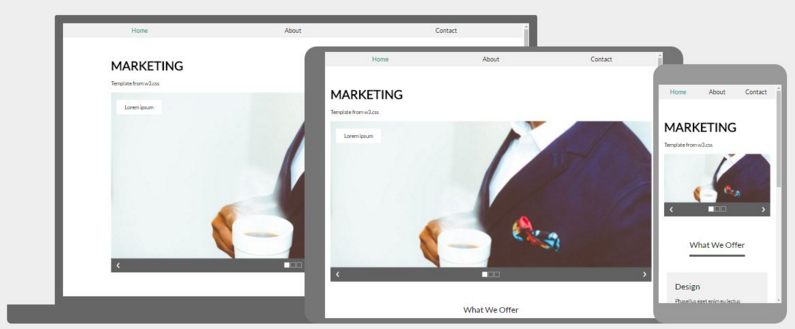 Home About Contact
MARKETING
Template from w3.css
Lorem ipsum
Home About Contact
MARKETING
Template from w3.css
Lorem ipsum
What We Offer
Home About Contact
MARKETING
Template from w3.css
What We Offer
Design
Phasellus eget enim eu lectus